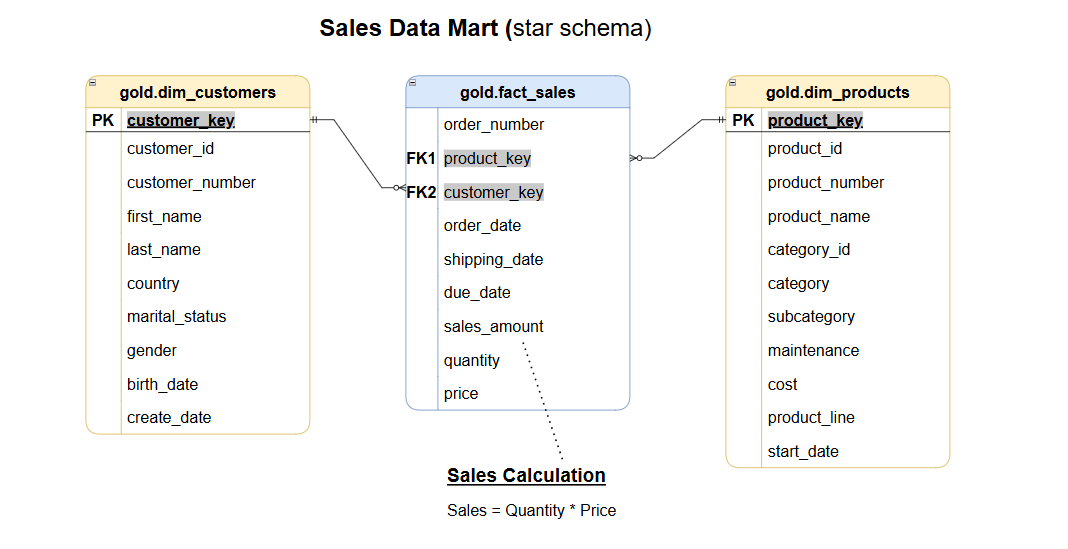 Sales Data Mart (star schema)
gold.dim_customers
PK customer_key
customer_id
customer_number
first_name
last_name
country
marital_status
gender
birth_date
create_date
gold.fact_sales
order_number
FK1 product_key
FK2 customer_key
order_date
shipping_date
due_date
sales_amount
quantity
price
gold.dim_products
PK product_key
product_id
product_number
product_name
category_id
category
subcategory
maintenance
cost
product_line
start_date
Sales Calculation
Sales = Quantity * Price